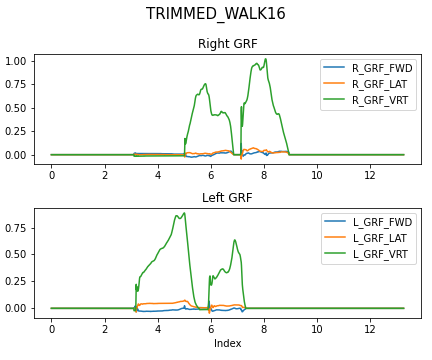 TRIMMED_WALK16
Right GRF
1.00
0.75
0.50
0.25
0.00
R_GRF_FWD
R_GRF_LAT
R_GRF_VRT
0 2 4 6 8 10 12
Left GRF
0.75
0.50
0.25
0.00
L_GRF_FWD
L_GRF_LAT
L_GRF_VRT
0 2 4 6 8 10 12
Index